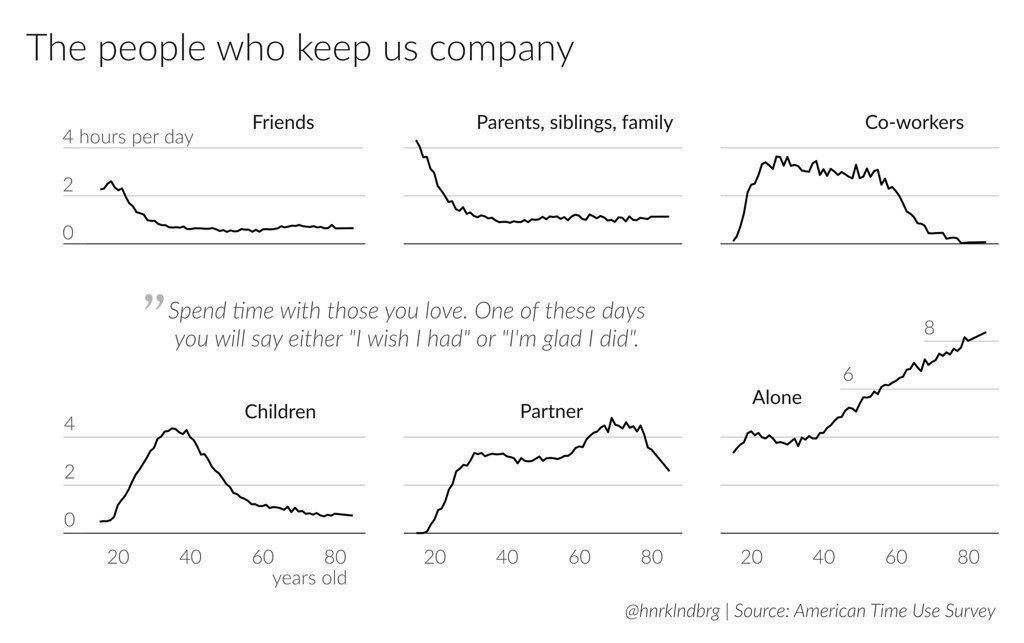 The people who keep us company
Friends
Parents, siblings, family
Co-workers
4 hours per day
2
0
” Spend time with those you love. One of these days
you will say either "I wish I had" or "I'm glad I did".
8
6
Children
Partner
Alone
4
2
0
20 40 60 80
years old
20 40 60 80
20 40 60 80
@hnrklndbrg | Source: American Time Use Survey